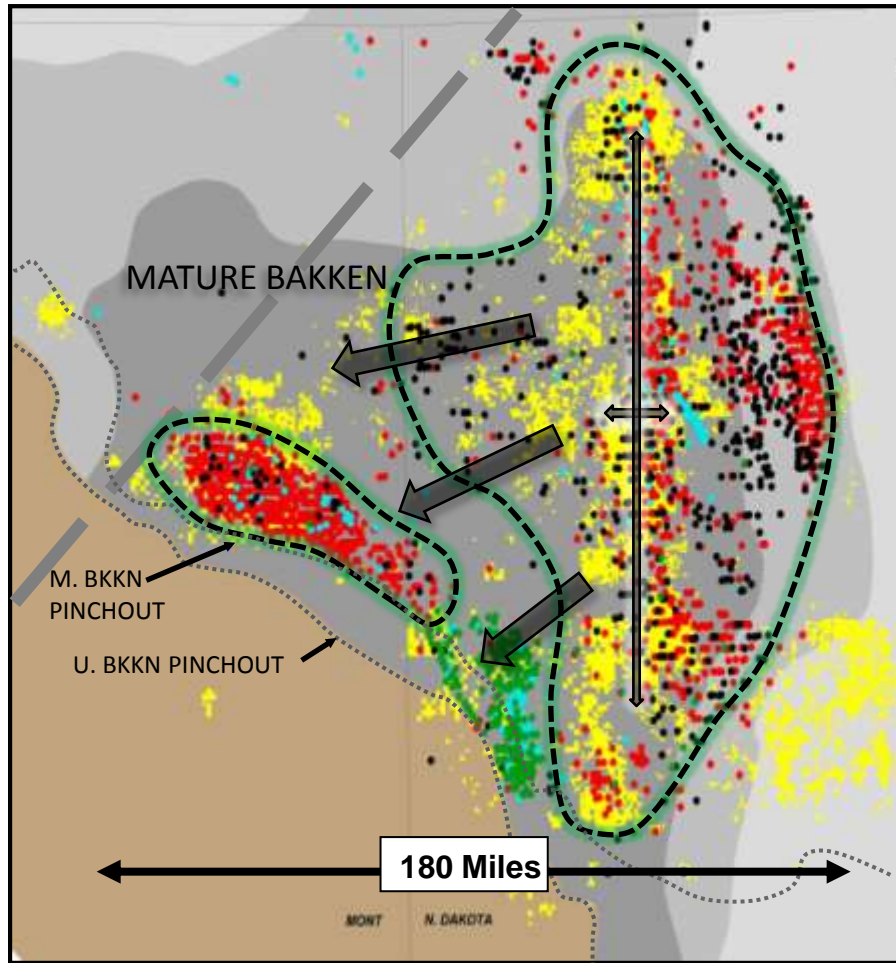 MATURE BAKKEN
M. BKKN
PINCHOUT
U. BKKN PINCHOUT
180 Miles
MONT
N. DAKOTA